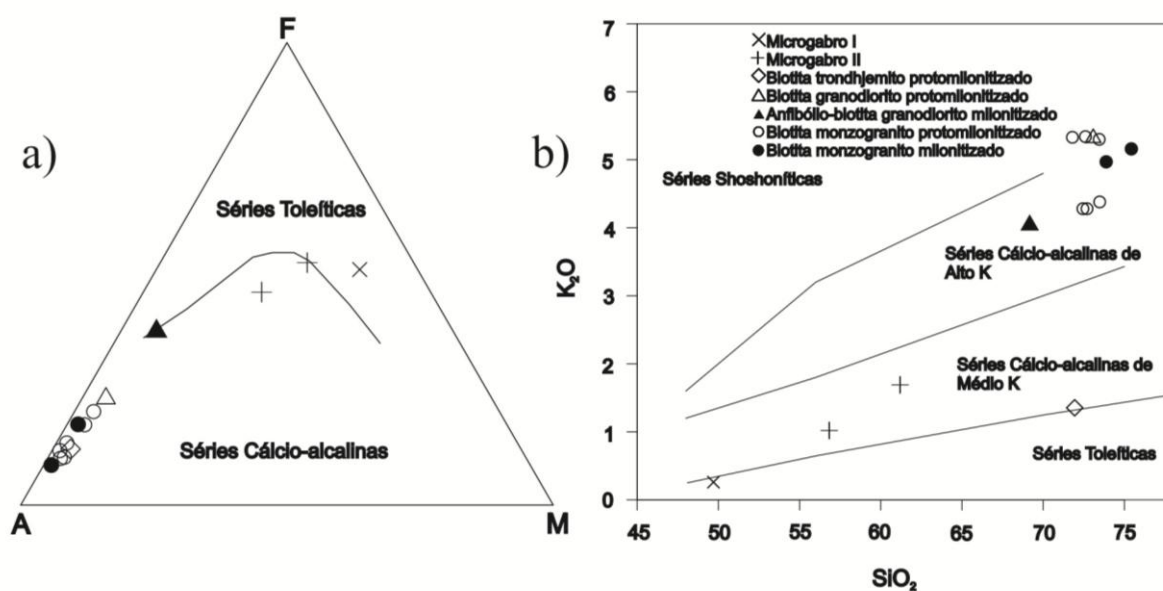 a)
F
Séries Toleíticas
Séries Cálcio-alcalinas
A
M
b)
7
6
5
4
3
2
1
0
K₂O
Microgabro I
Microgabro II
Biotita trondhjemito protomilonitizado
Biotita granodiorito protomilonitizado
Anfibólio-biotita granodiorito milonitizado
Biotita monzogranito protomilonitizado
Biotita monzogranito milonitizado
Séries Shoshoníticas
Séries Cálcio-alcalinas de
Alto K
Séries Cálcio-alcalinas de
Médio K
Séries Toleíticas
45 50 55 60 65 70 75
SiO₂